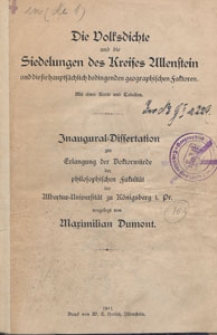 Die Volksdichte
und die
Siedelungen des Kreises Allenstein
und die sie hauptsächlich bedingenden geographischen Faktoren.
Mit einer Karte und Tabellen.
Inaugural-Dissertation
zur
Erlangung der Doktorwürde
der
philosophischen Fakultät
der
Albertus-Universität zu Königsberg i. Pr.
vorgelegt von
Maximilian Dumont.
1911
Allenstein.